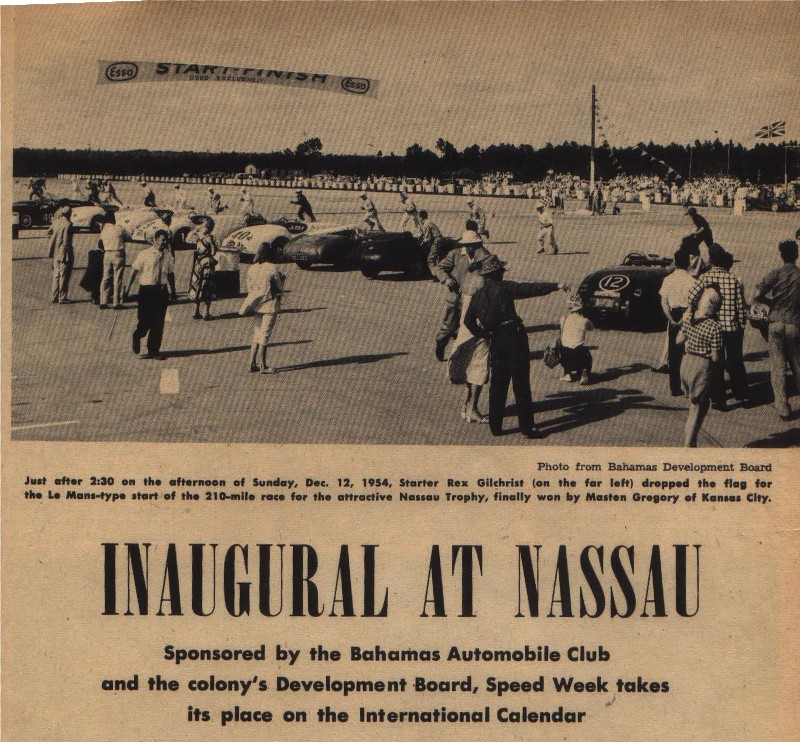 Esso START-FINISH Esso
USED EXCLUSIVELY
12
Photo from Bahamas Development Board
Just after 2:30 on the afternoon of Sunday, Dec. 12, 1954, Starter Rex Gilchrist (on the far left) dropped the flag for
the Le Mans-type start of the 210-mile race for the attractive Nassau Trophy, finally won by Masten Gregory of Kansas City.
INAUGURAL AT NASSAU
Sponsored by the Bahamas Automobile Club
and the colony's Development Board, Speed Week takes
its place on the International Calendar